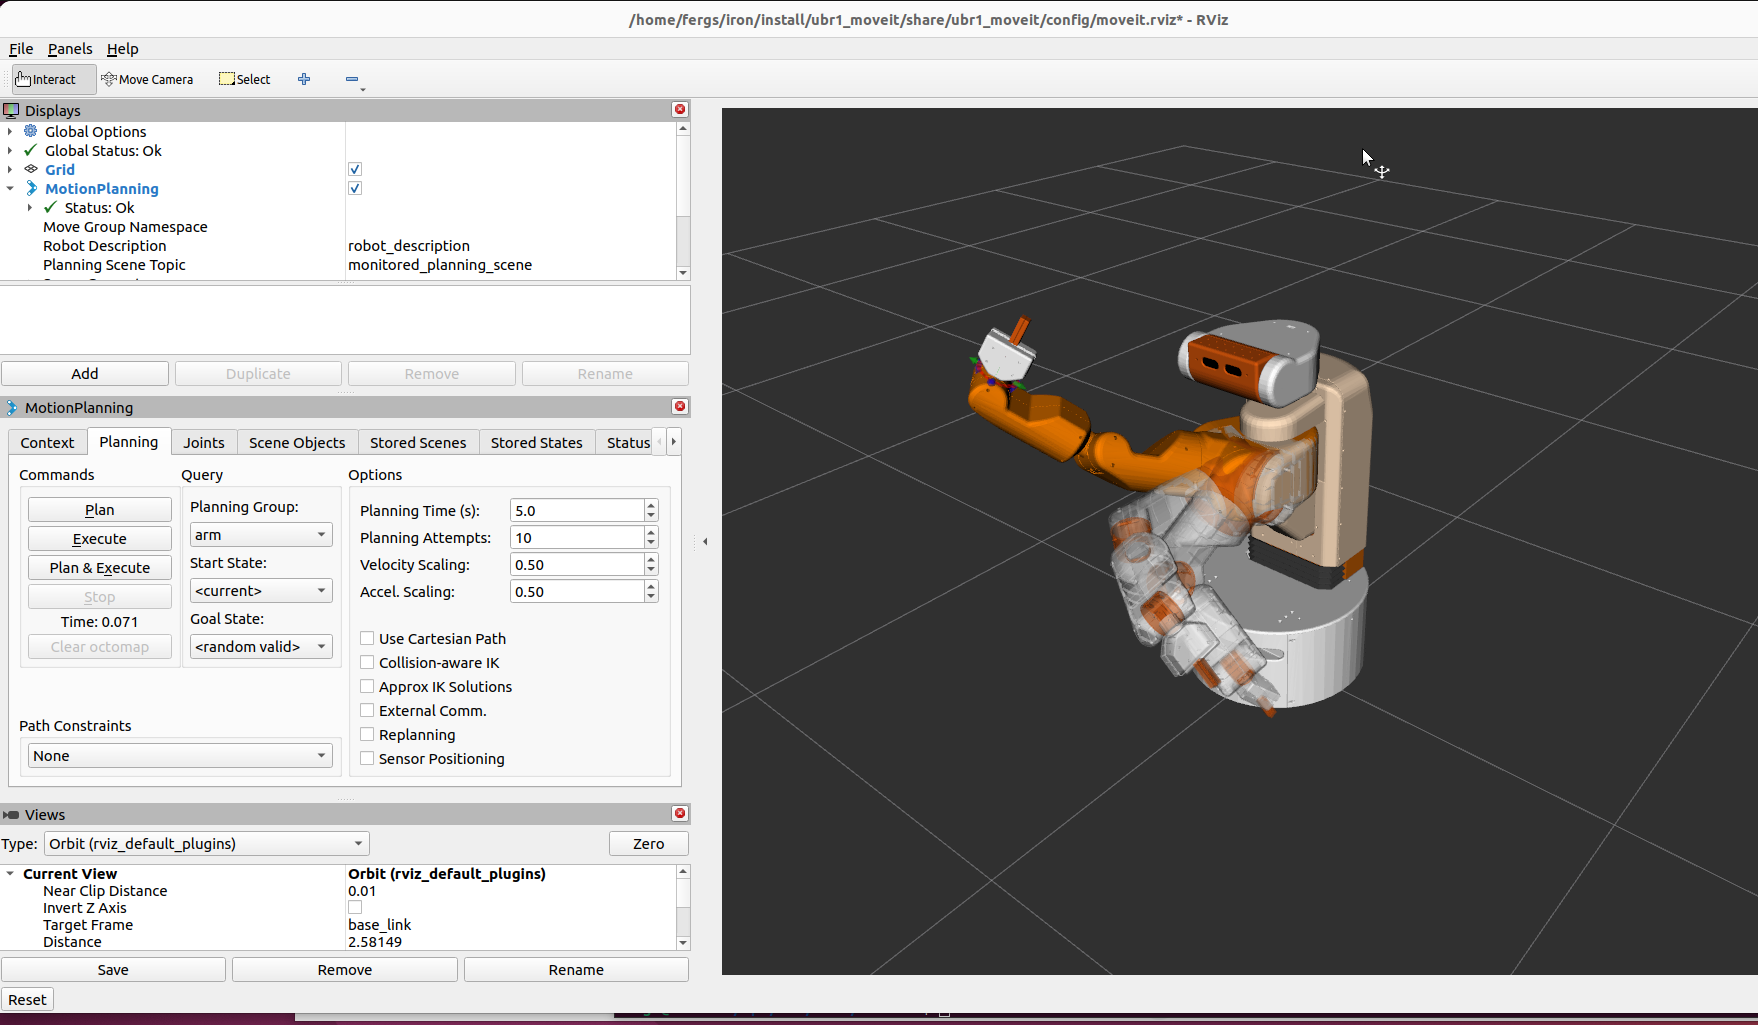 /home/fergs/iron/install/ubr1_moveit/share/ubr1_moveit/config/moveit.rviz* - RViz
File Panels Help
Interact Move Camera Select
Displays
Global Options
Global Status: Ok
Grid
MotionPlanning
Status: Ok
Move Group Namespace
Robot Description robot_description
Planning Scene Topic monitored_planning_scene
Add Duplicate Remove Rename
MotionPlanning
Context Planning Joints Scene Objects Stored Scenes Stored States Status
Commands Query Options
Plan
Execute
Plan & Execute
Stop
Time: 0.071
Clear octomap
Planning Group:
arm
Start State:
<current>
Goal State:
<random valid>
Path Constraints
None
Planning Time (s): 5.0
Planning Attempts: 10
Velocity Scaling: 0.50
Accel. Scaling: 0.50
Use Cartesian Path
Collision-aware IK
Approx IK Solutions
External Comm.
Replanning
Sensor Positioning
Views
Type: Orbit (rviz_default_plugins) Zero
Current View Orbit (rviz_default_plugins)
Near Clip Distance 0.01
Invert Z Axis
Target Frame base_link
Distance 2.58149
Save Remove Rename
Reset